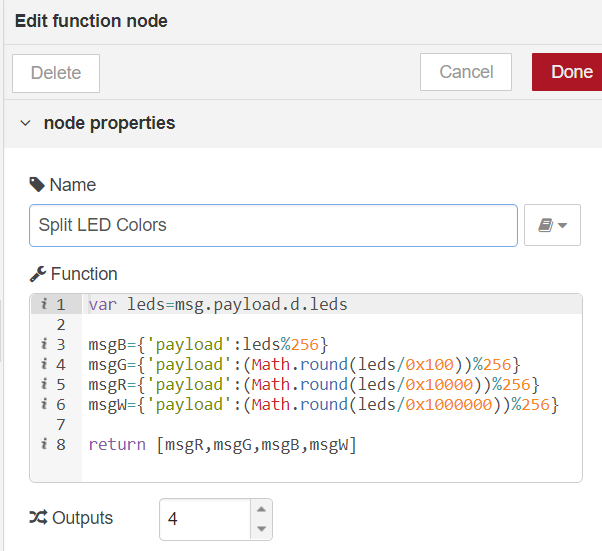 Edit function node
Delete
Cancel
Done
node properties
Name
Split LED Colors
Function
i 1 var leds=msg.payload.d.leds
2
i 3 msgB={'payload':leds%256}
i 4 msgG={'payload':(Math.round(leds/0x100))%256}
i 5 msgR={'payload':(Math.round(leds/0x10000))%256}
i 6 msgW={'payload':(Math.round(leds/0x1000000))%256}
7
i 8 return [msgR,msgG,msgB,msgW]
Outputs
4